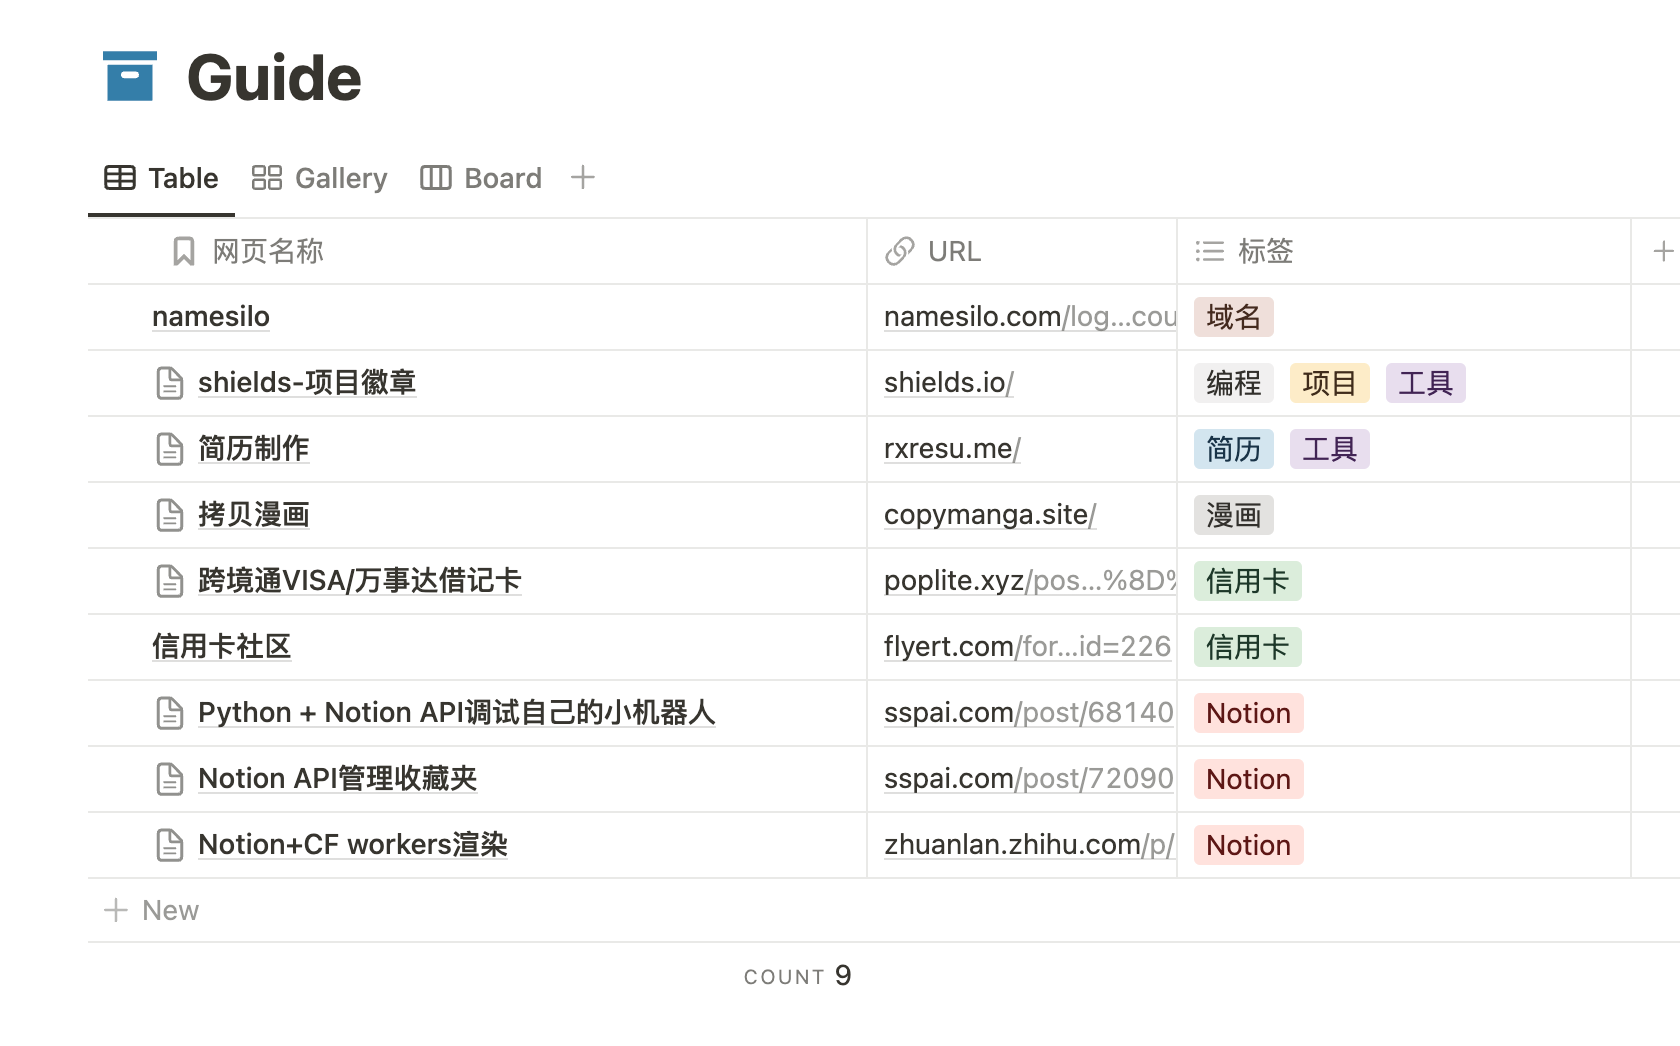 Guide
Table Gallery Board
网页名称 URL 标签
namesilo namesilo.com/log...cou 域名
shields-项目徽章 shields.io/ 编程 项目 工具
简历制作 rxresu.me/ 简历 工具
拷贝漫画 copymanga.site/ 漫画
跨境通VISA/万事达借记卡 poplite.xyz/pos...%8D% 信用卡
信用卡社区 flyert.com/for...id=226 信用卡
Python + Notion API调试自己的小机器人 sspai.com/post/68140 Notion
Notion API管理收藏夹 sspai.com/post/72090 Notion
Notion+CF workers渲染 zhuanlan.zhihu.com/p/ Notion
New
COUNT 9